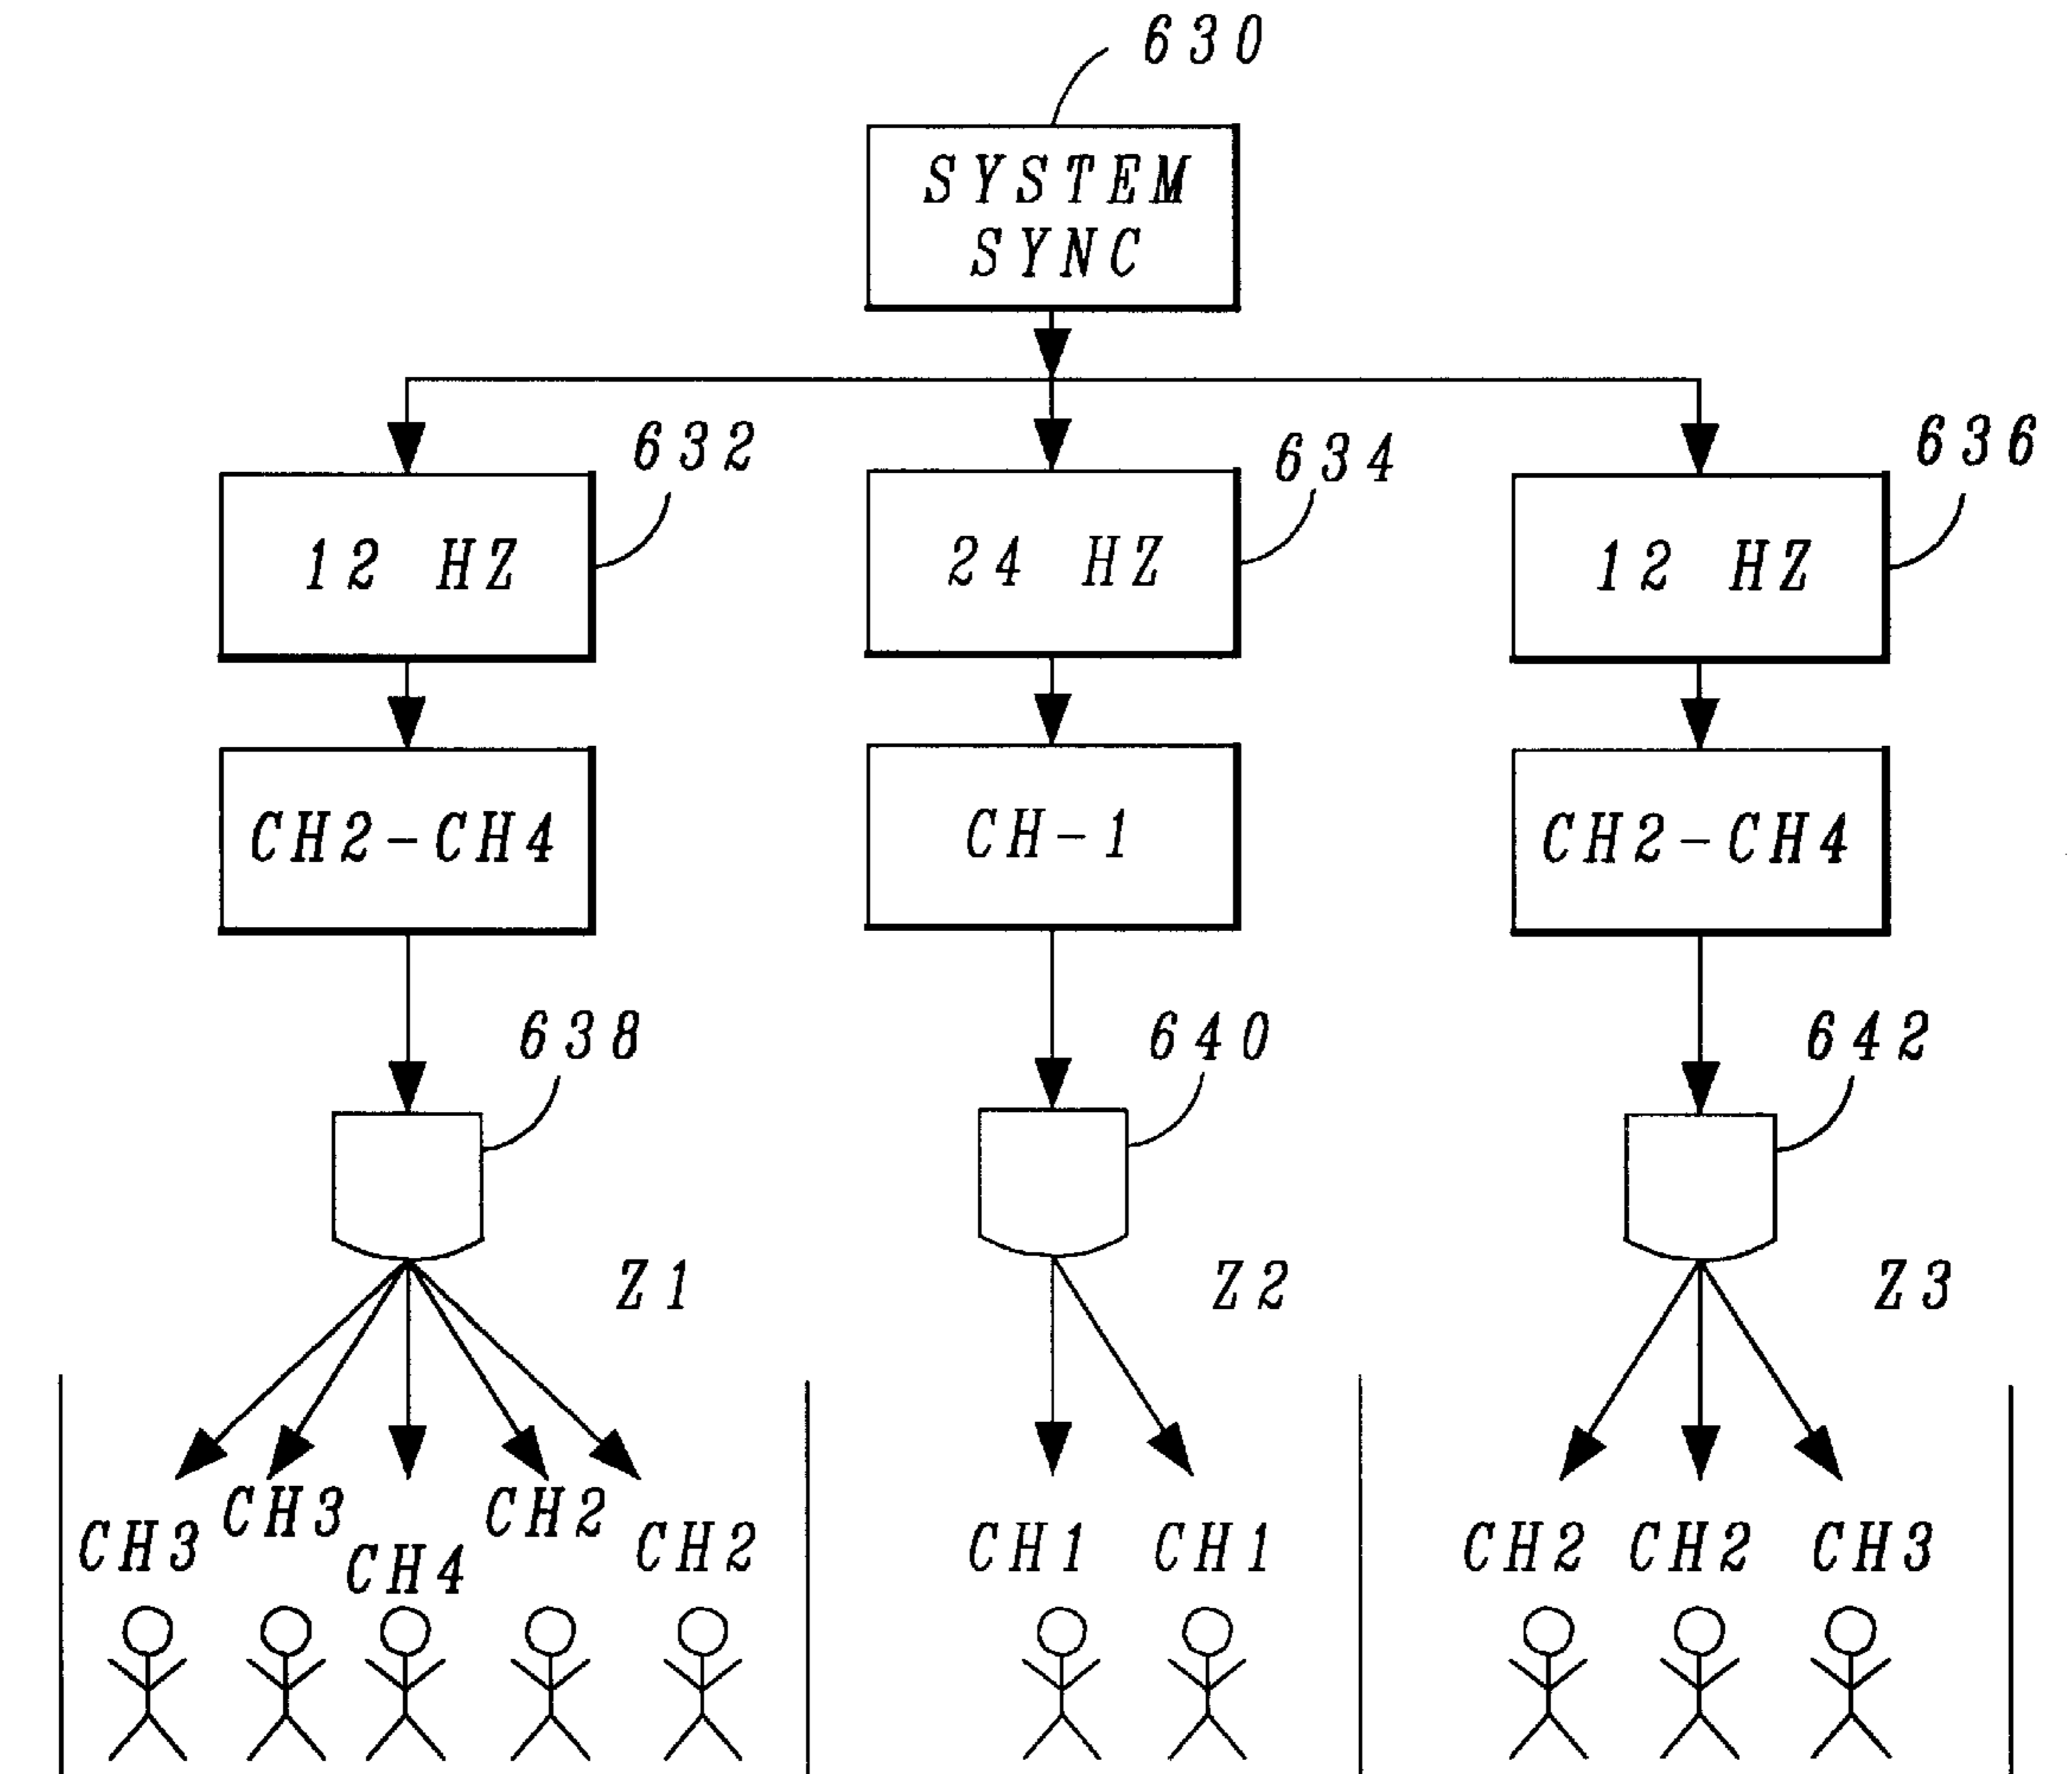 630
SYSTEM
SYNC
632
634
636
12 HZ
24 HZ
12 HZ
CH2-CH4
CH-1
CH2-CH4
638
640
642
Z1
Z2
Z3
CH3
CH3
CH4
CH2
CH2
CH1
CH1
CH2
CH2
CH3